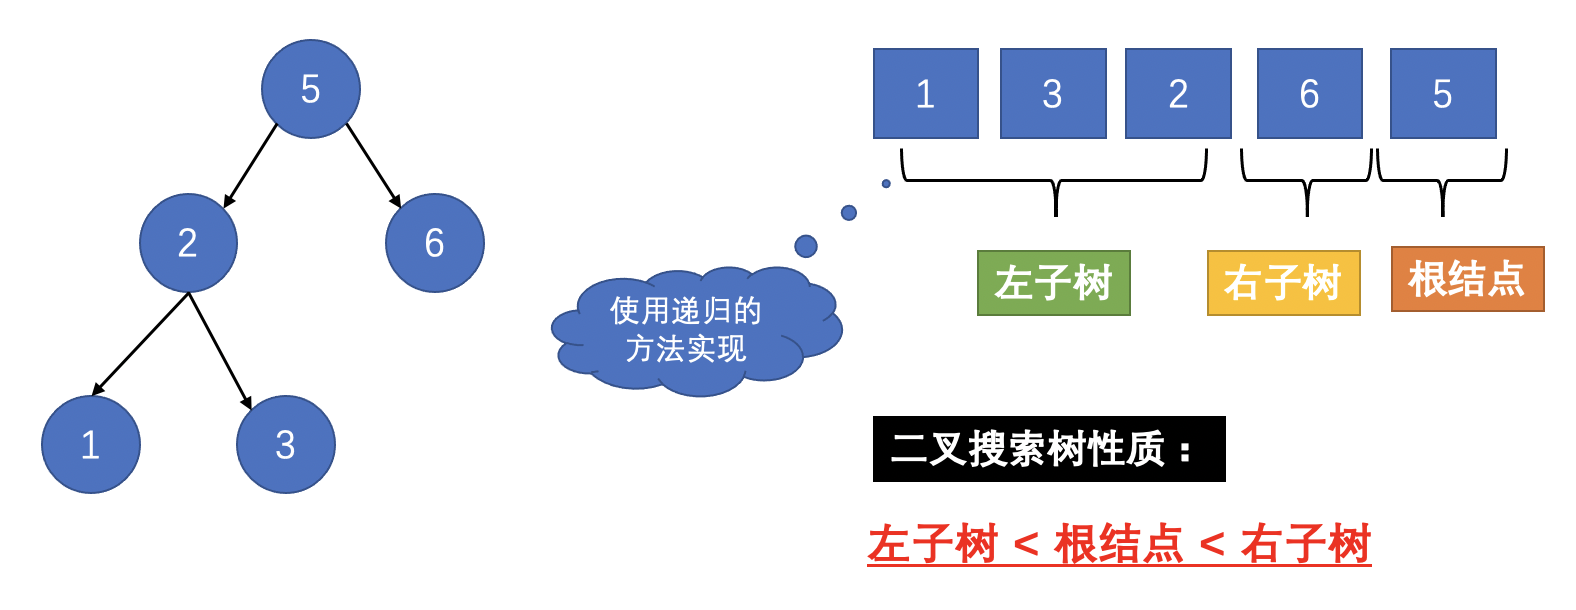 5
2
6
1
3
使用递归的
方法实现
1 3 2 6 5
左子树 右子树 根结点
二叉搜索树性质：
左子树 < 根结点 < 右子树